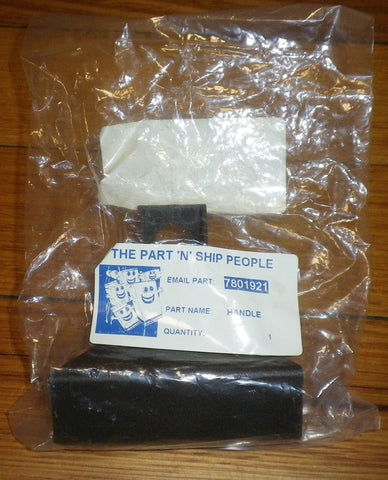 THE PART 'N' SHIP PEOPLE
EMAIL PART: 7801921
PART NAME: HANDLE
QUANTITY: 1